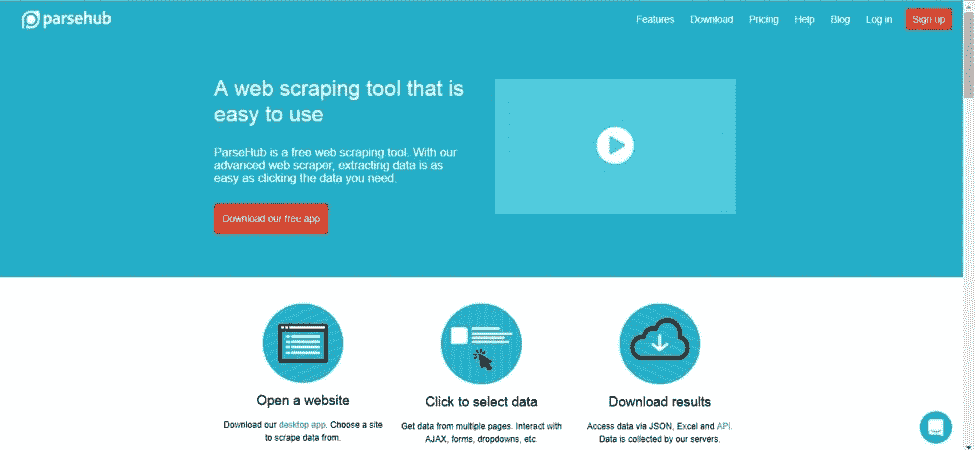 parsehub
Features Download Pricing Help Blog Log in Sign up
A web scraping tool that is
easy to use
ParseHub is a free web scraping tool. With our
advanced web scraper, extracting data is as
easy as clicking the data you need.
Download our free app
Open a website
Download our desktop app. Choose a site
to scrape data from.
Click to select data
Get data from multiple pages. Interact with
AJAX, forms, dropdowns, etc.
Download results
Access data via JSON, Excel and API.
Data is collected by our servers.